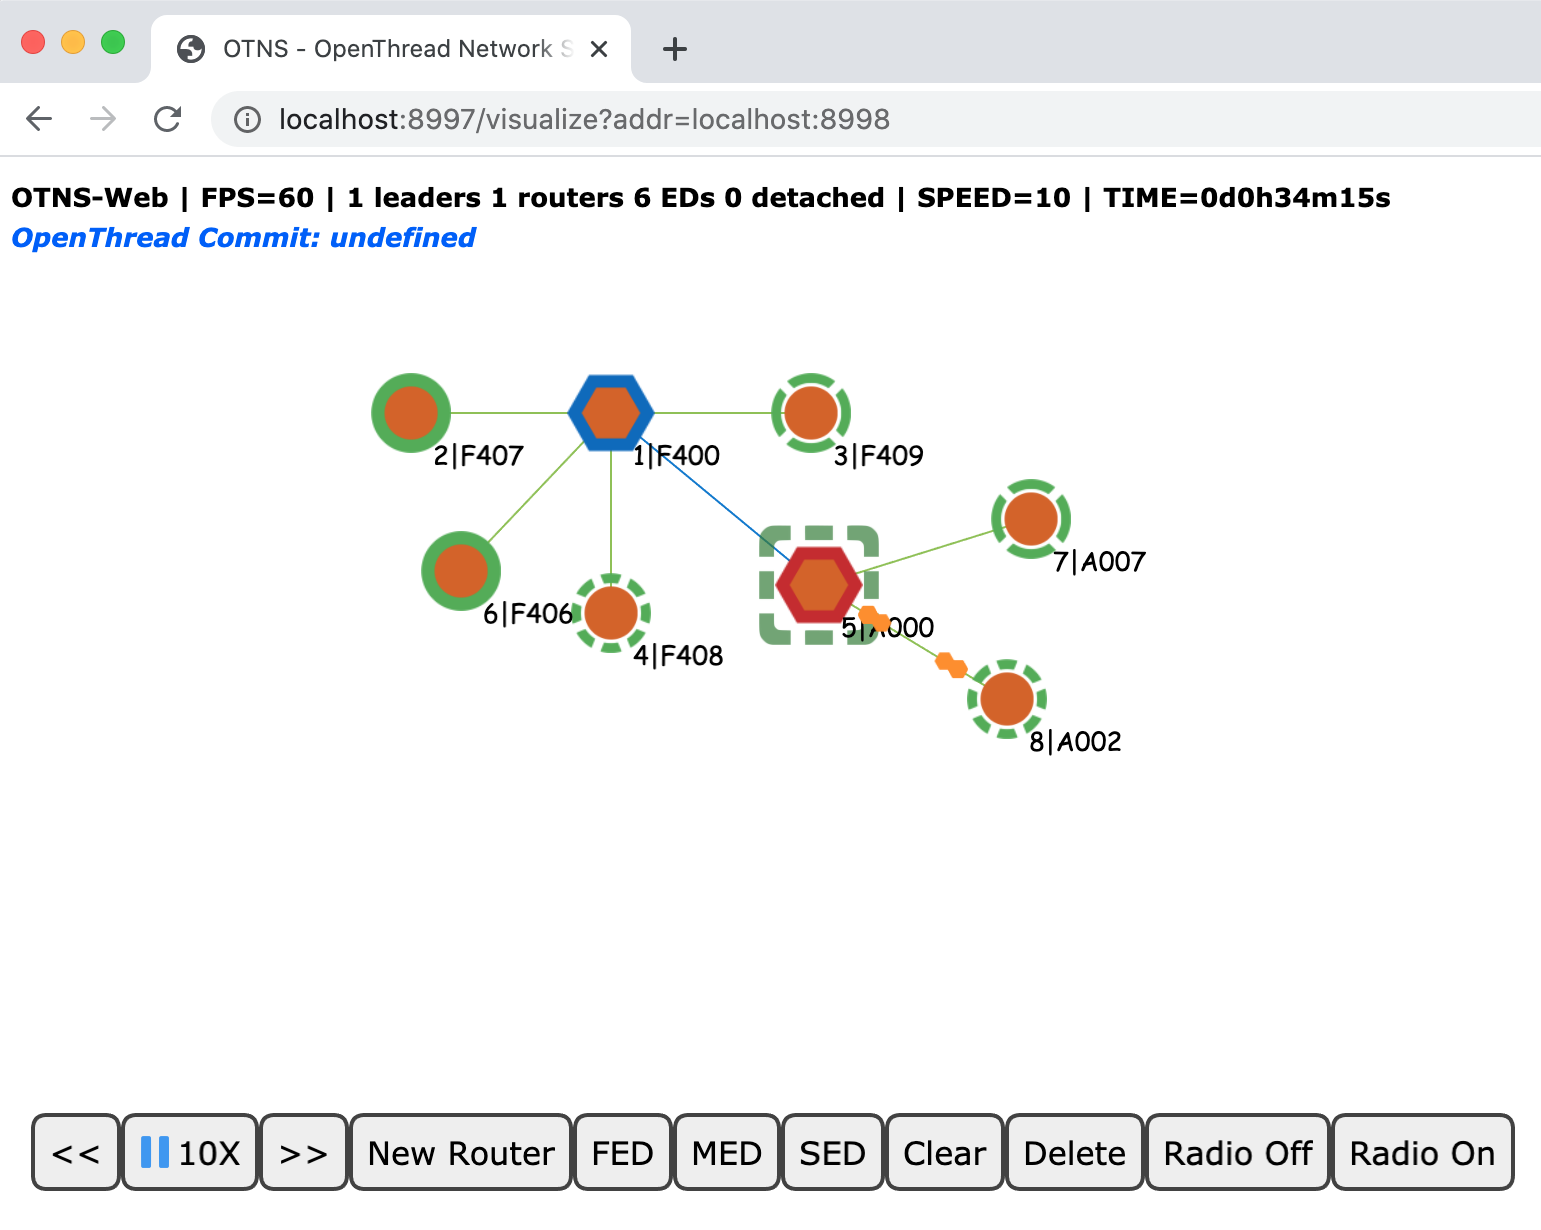 OTNS - OpenThread Network S
localhost:8997/visualize?addr=localhost:8998
OTNS-Web | FPS=60 | 1 leaders 1 routers 6 EDs 0 detached | SPEED=10 | TIME=0d0h34m15s
OpenThread Commit: undefined
2|F407
1|F400
3|F409
7|A007
6|F406
5|A000
4|F408
8|A002
<<
10X
>>
New Router
FED
MED
SED
Clear
Delete
Radio Off
Radio On